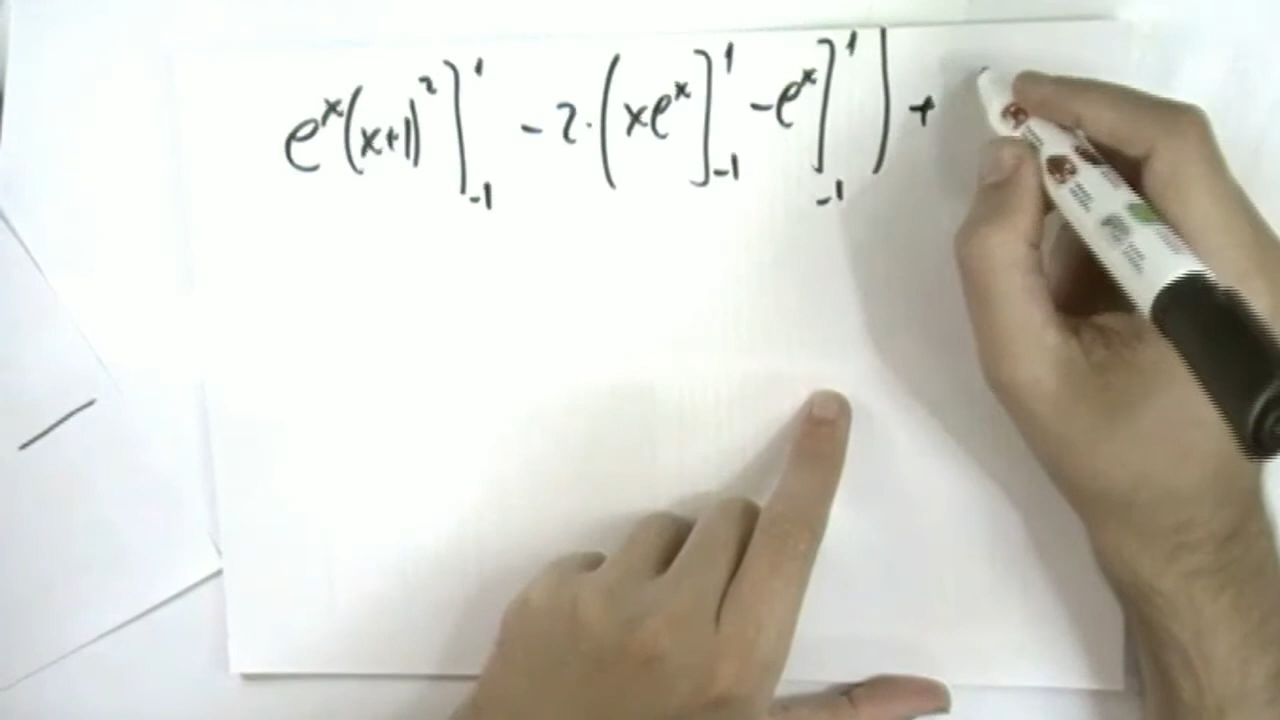 e^x(x+1)^2]_{-1}^{1} - 2·(xe^x]_{-1}^{1} - e^x]_{-1}^{1}) +